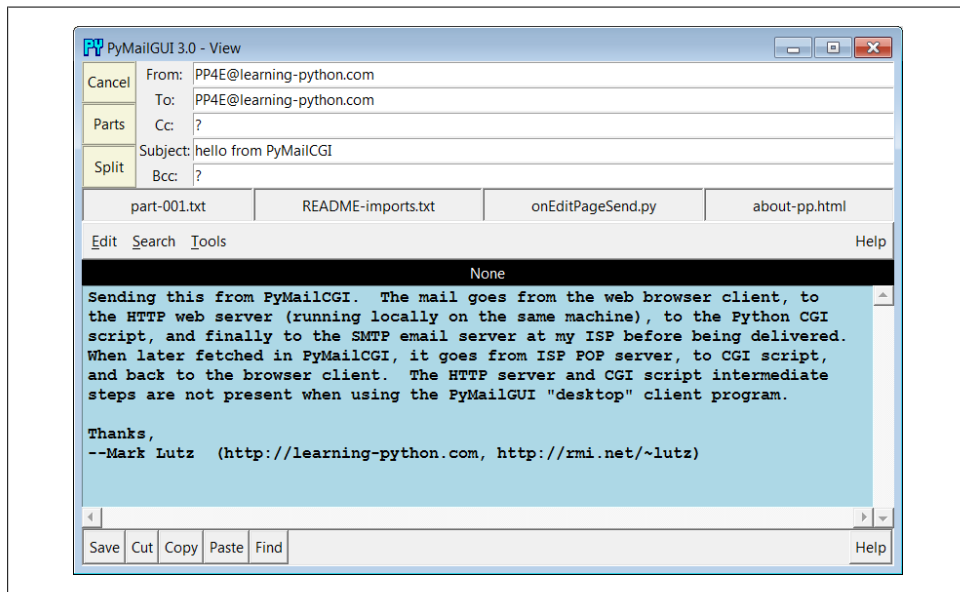 PyMailGUI 3.0 - View
Cancel From: PP4E@learning-python.com
To: PP4E@learning-python.com
Parts Cc: ?
Subject: hello from PyMailCGI
Split Bcc: ?
part-001.txt README-imports.txt onEditPageSend.py about-pp.html
Edit Search Tools Help
None
Sending this from PyMailCGI. The mail goes from the web browser client, to
the HTTP web server (running locally on the same machine), to the Python CGI
script, and finally to the SMTP email server at my ISP before being delivered.
When later fetched in PyMailCGI, it goes from ISP POP server, to CGI script,
and back to the browser client. The HTTP server and CGI script intermediate
steps are not present when using the PyMailGUI "desktop" client program.
Thanks,
--Mark Lutz (http://learning-python.com, http://rmi.net/~lutz)
Save Cut Copy Paste Find Help